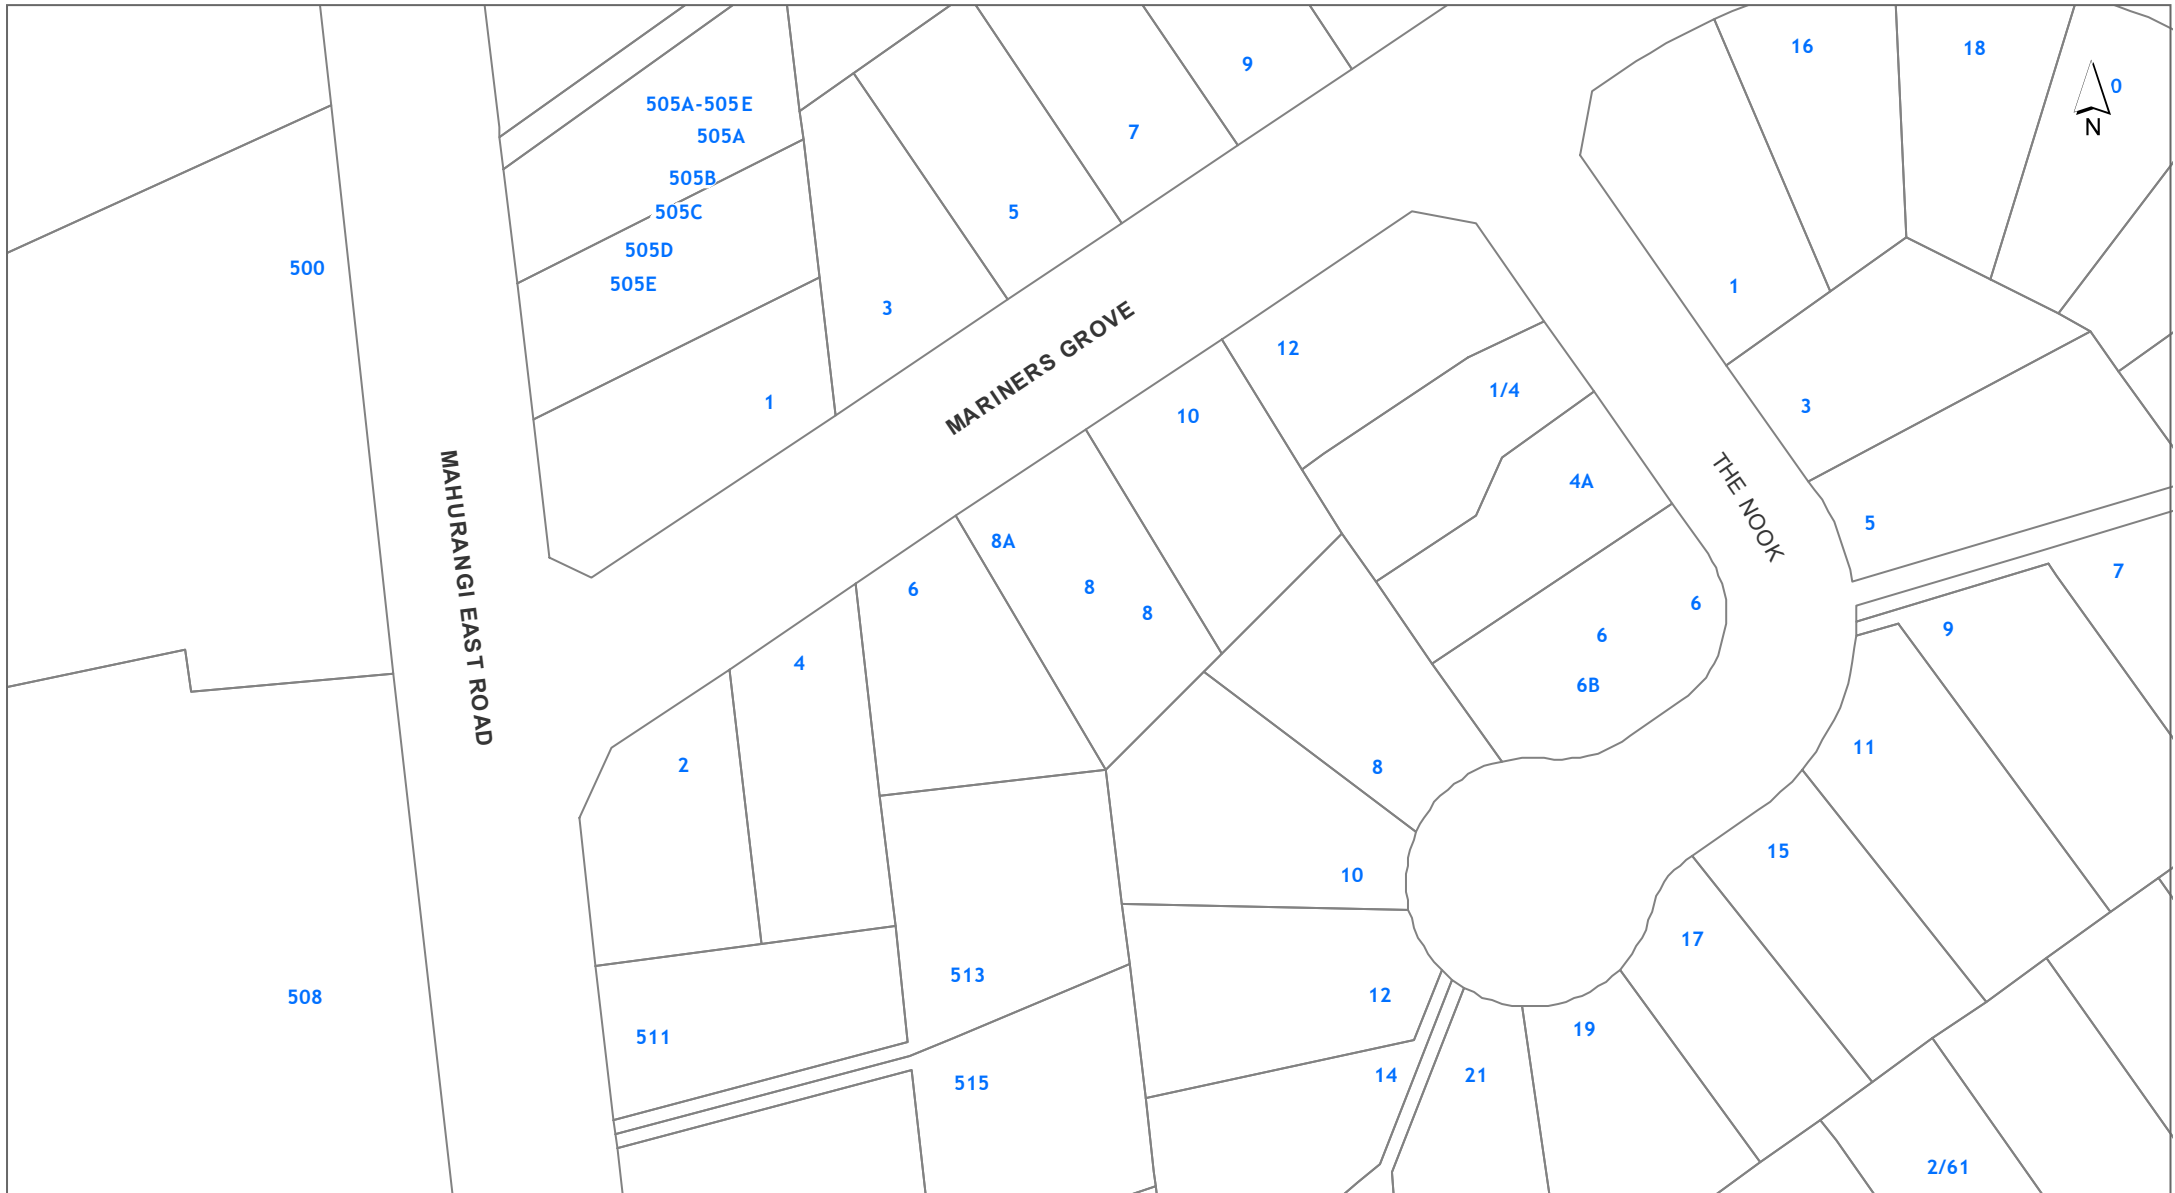 16
18
0
N
9
505A-505E
505A
7
505B
505C
5
505D
500
505E
1
3
MARINERS GROVE
12
1/4
1
10
3
4A
MAHURANGI EAST ROAD
THE NOOK
5
8A
7
6
8
8
6
9
6
4
6B
11
2
8
15
10
17
513
12
508
19
511
14
21
515
2/61